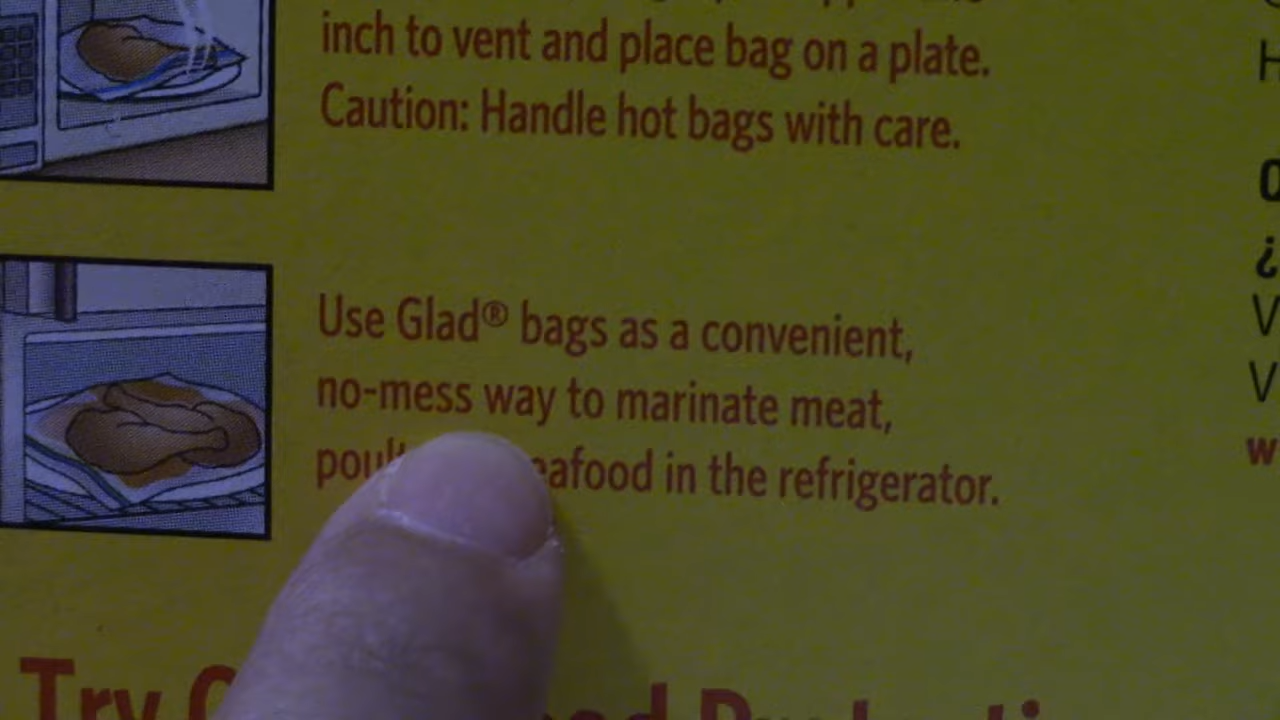 inch to vent and place bag on a plate.
Caution: Handle hot bags with care.
Use Glad® bags as a convenient,
no-mess way to marinate meat,
in the refrigerator.
Try
H
¿
V
V
w